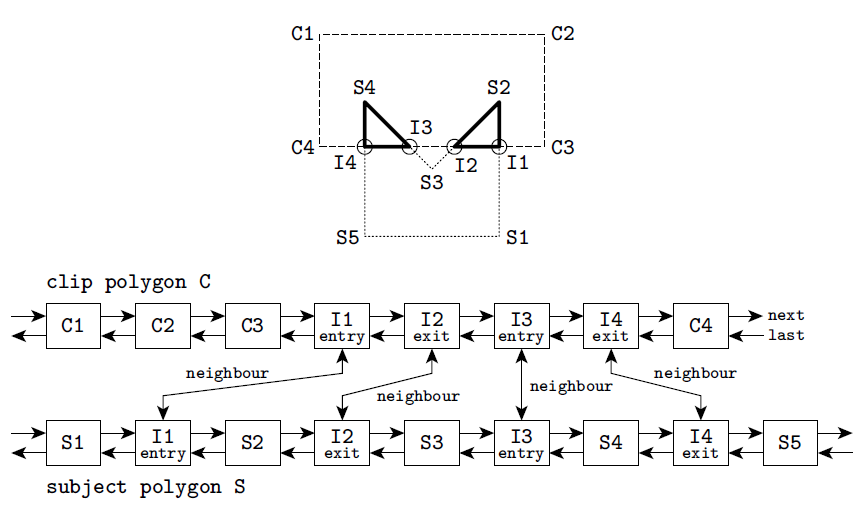 C1 C2
S4 S2
I3
C4 C3
I4 I2 I1
S3
S5 S1
clip polygon C
C1 C2 C3 I1 I2 I3 I4 C4 next
entry exit entry exit last
neighbour neighbour neighbour neighbour
S1 I1 S2 I2 S3 I3 S4 I4 S5
entry exit entry exit
subject polygon S